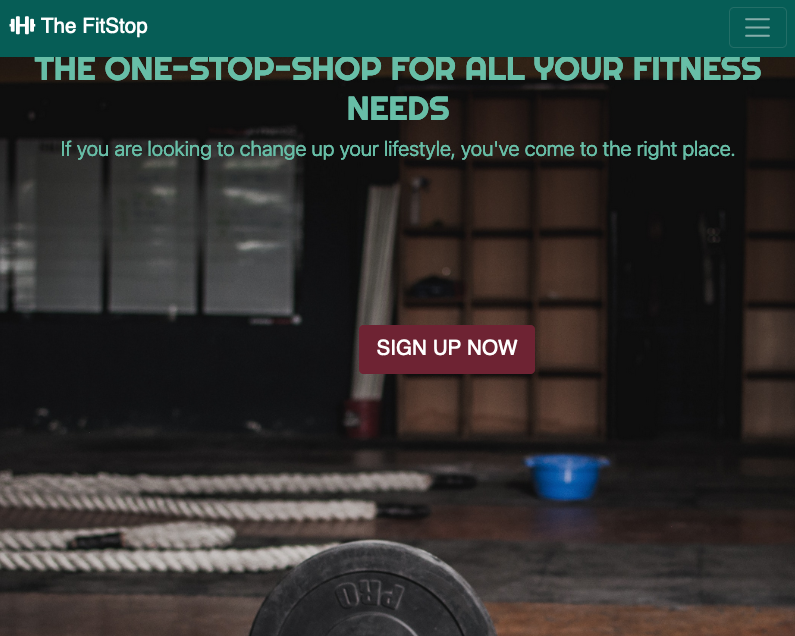 The FitStop
THE ONE-STOP-SHOP FOR ALL YOUR FITNESS
NEEDS
If you are looking to change up your lifestyle, you've come to the right place.
SIGN UP NOW
PRO